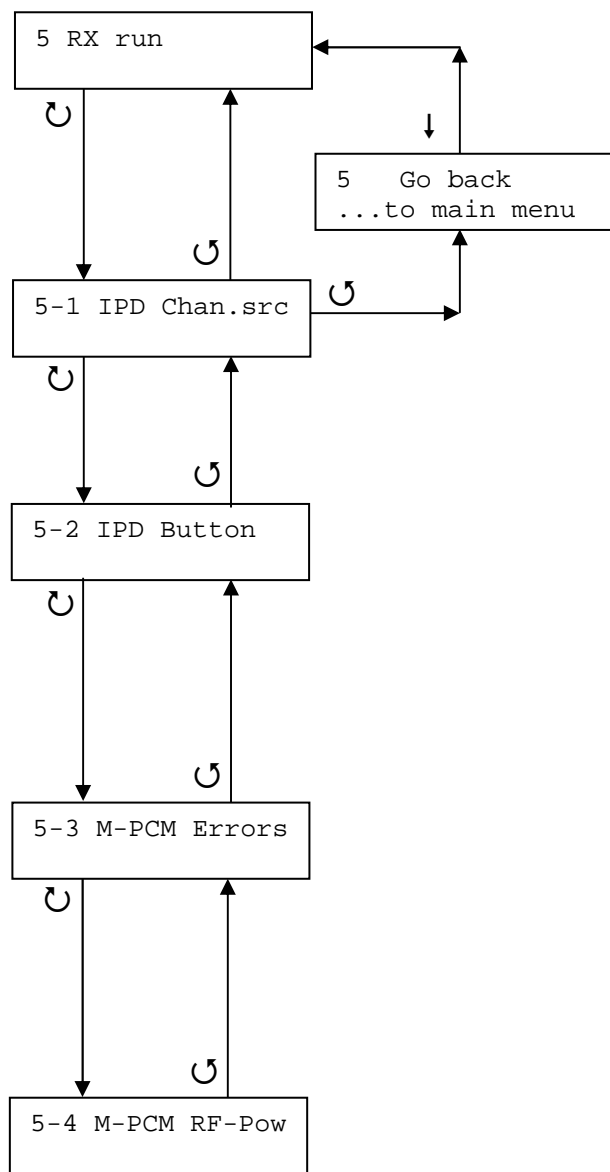 5 RX run
5   Go back
...to main menu
5-1 IPD Chan.src
5-2 IPD Button
5-3 M-PCM Errors
5-4 M-PCM RF-Pow